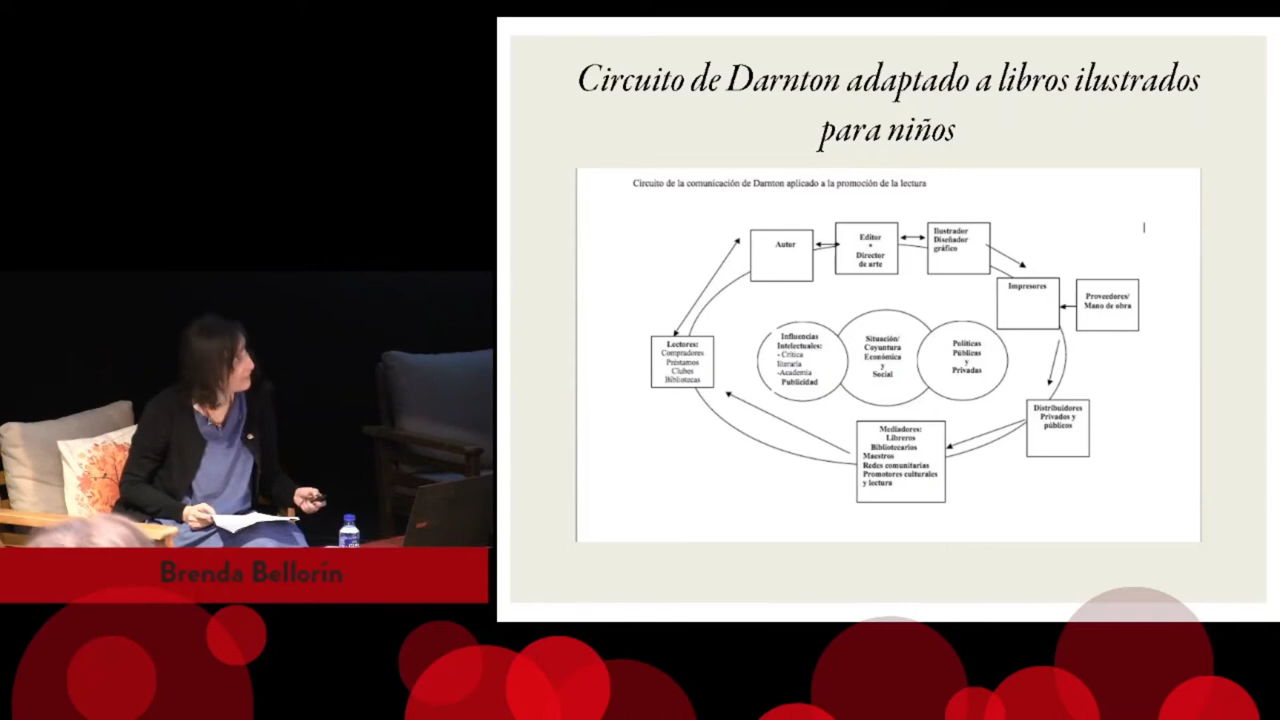 Circuito de Darnton adaptado a libros ilustrados
para niños
Circuito de la comunicación de Darnton aplicado a la promoción de la lectura
Autor
Editor
+
Director
de arte
Ilustrador
Diseñador
gráfico
Impresores
Proveedores/
Mano de obra
Lectores:
Compradores
Préstamos
Clubes
Bibliotecas
Influencias
Intelectuales:
- Crítica
literaria
-Academia
Publicidad
Situación/
Coyuntura
Económica
y
Social
Políticas
Públicas
y
Privadas
Distribuidores
Privados y
públicos
Mediadores:
Libreros
Bibliotecarios
Maestros
Redes comunitarias
Promotores culturales
y lectura
Brenda Bellorín